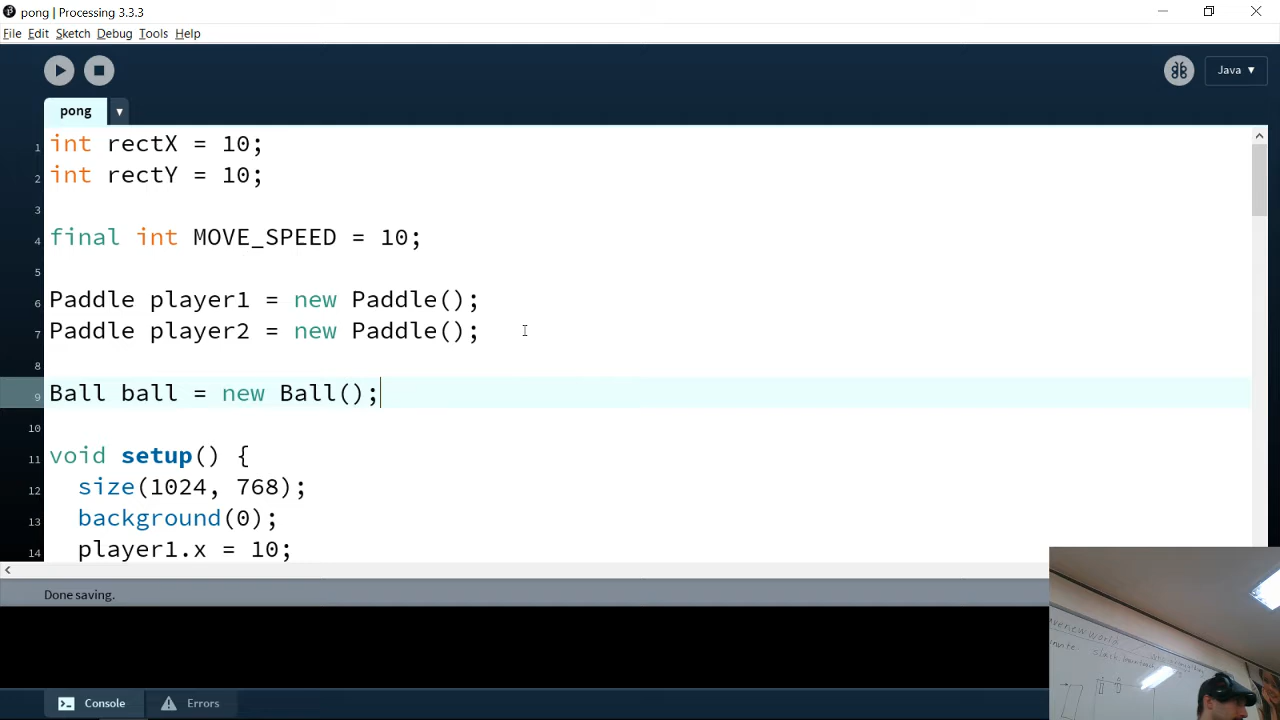 pong | Processing 3.3.3
File Edit Sketch Debug Tools Help
Java ▼
pong ▼
1 int rectX = 10;
2 int rectY = 10;
3
4 final int MOVE_SPEED = 10;
5
6 Paddle player1 = new Paddle();
7 Paddle player2 = new Paddle();
8
9 Ball ball = new Ball();
10
11 void setup() {
12 size(1024, 768);
13 background(0);
14 player1.x = 10;
Done saving.
Console Errors
new world